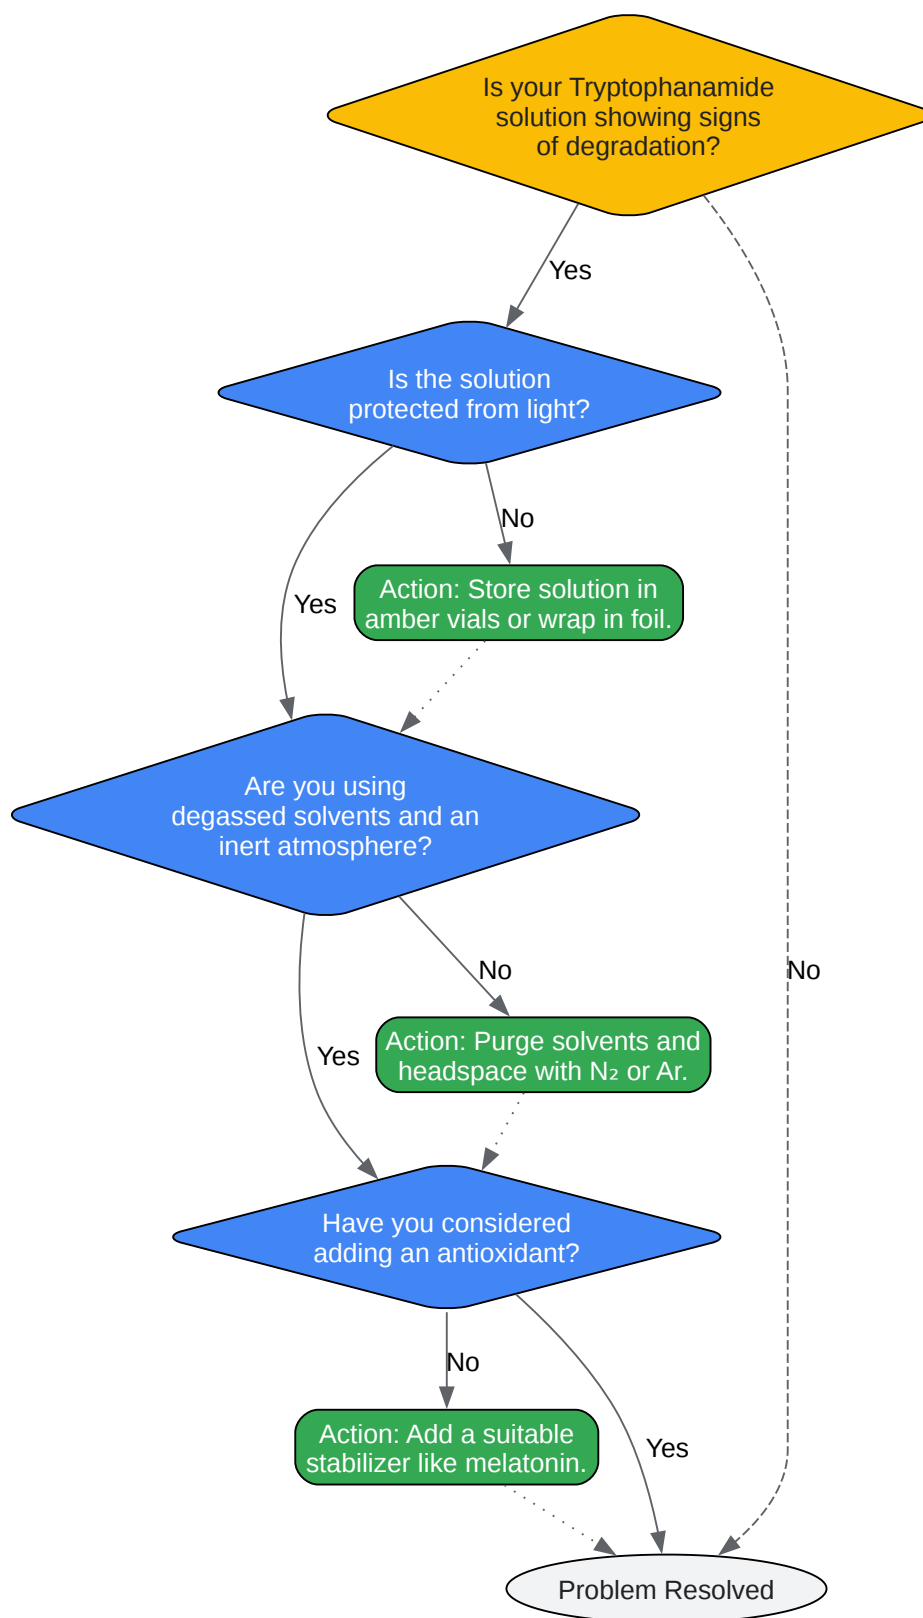 Is your Tryptophanamide
solution showing signs
of degradation?
Yes
Is the solution
protected from light?
No
Action: Store solution in
amber vials or wrap in foil.
Yes
Are you using
degassed solvents and an
inert atmosphere?
No
No
Action: Purge solvents and
headspace with N₂ or Ar.
Yes
Have you considered
adding an antioxidant?
No
Action: Add a suitable
stabilizer like melatonin.
Yes
Problem Resolved